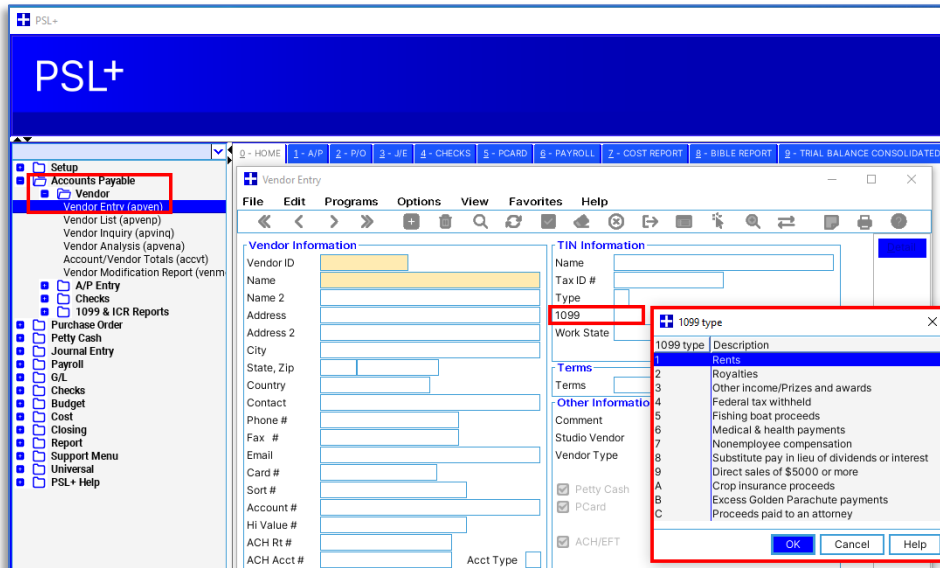 PSL+
PSL+
0 - HOME 1 - A/P 2 - P/O 3 - J/E 4 - CHECKS 5 - PCARD 6 - PAYROLL 7 - COST REPORT 8 - BIBLE REPORT 9 - TRIAL BALANCE CONSOLIDATED
Setup
Accounts Payable
Vendor
Vendor Entry (apven)
Vendor List (apvenp)
Vendor Inquiry (apvinq)
Vendor Analysis (apvena)
Account/Vendor Totals (accvt)
Vendor Modification Report (venm
A/P Entry
Checks
1099 & ICR Reports
Purchase Order
Petty Cash
Journal Entry
Payroll
G/L
Checks
Budget
Cost
Closing
Report
Support Menu
Universal
PSL+ Help
Vendor Entry
File Edit Programs Options View Favorites Help
Vendor Information
Vendor ID
Name
Name 2
Address
Address 2
City
State, Zip
Country
Contact
Phone #
Fax #
Email
Card #
Sort #
Account #
Hi Value #
ACH Rt #
ACH Acct # Acct Type
TIN Information
Name
Tax ID #
Type
1099
Work State
Terms
Terms
Other Informatio
Comment
Studio Vendor
Vendor Type
Petty Cash
PCard
ACH/EFT
1099 type
1099 type Description
1 Rents
2 Royalties
3 Other income/Prizes and awards
4 Federal tax withheld
5 Fishing boat proceeds
6 Medical & health payments
7 Nonemployee compensation
8 Substitute pay in lieu of dividends or interest
9 Direct sales of $5000 or more
A Crop insurance proceeds
B Excess Golden Parachute payments
C Proceeds paid to an attorney
OK Cancel Help